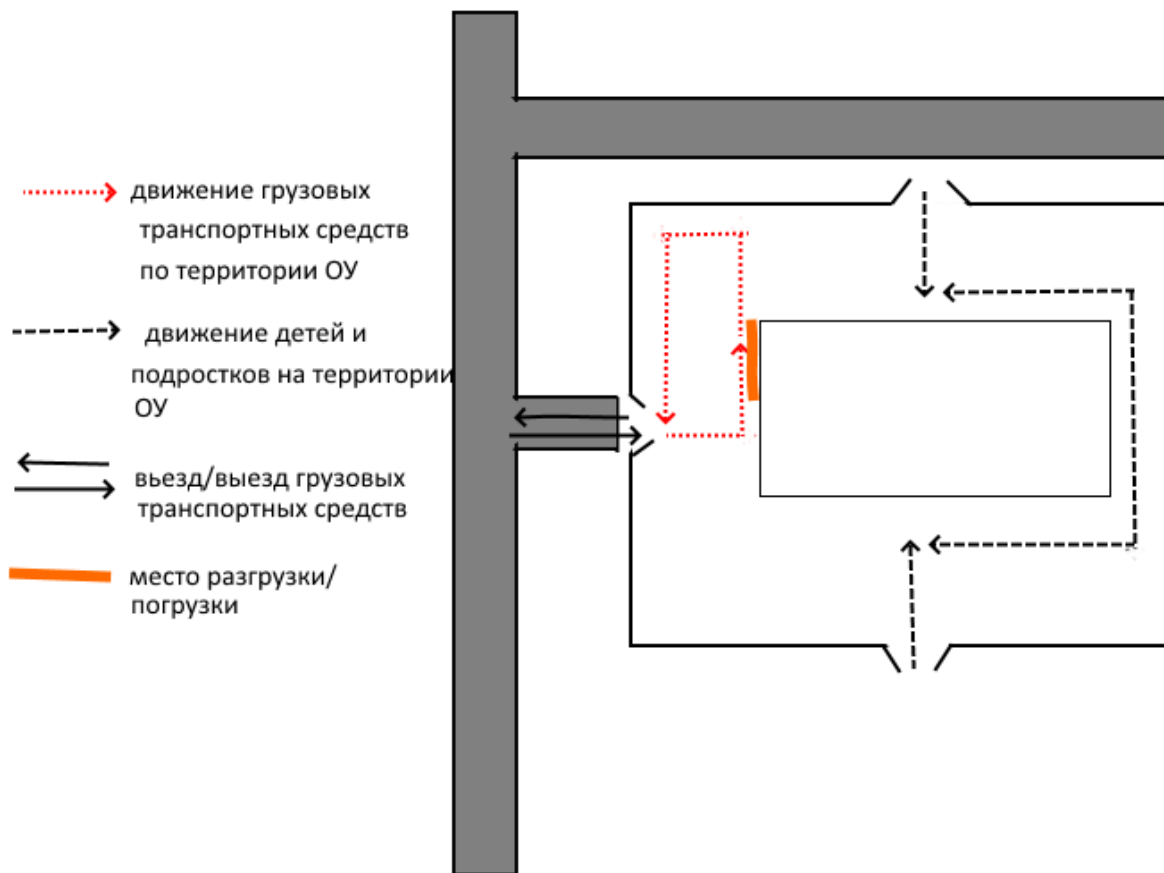 движение грузовых
транспортных средств
по территории ОУ
движение детей и
подростков на территории
ОУ
вьезд/выезд грузовых
транспортных средств
место разгрузки/
погрузки